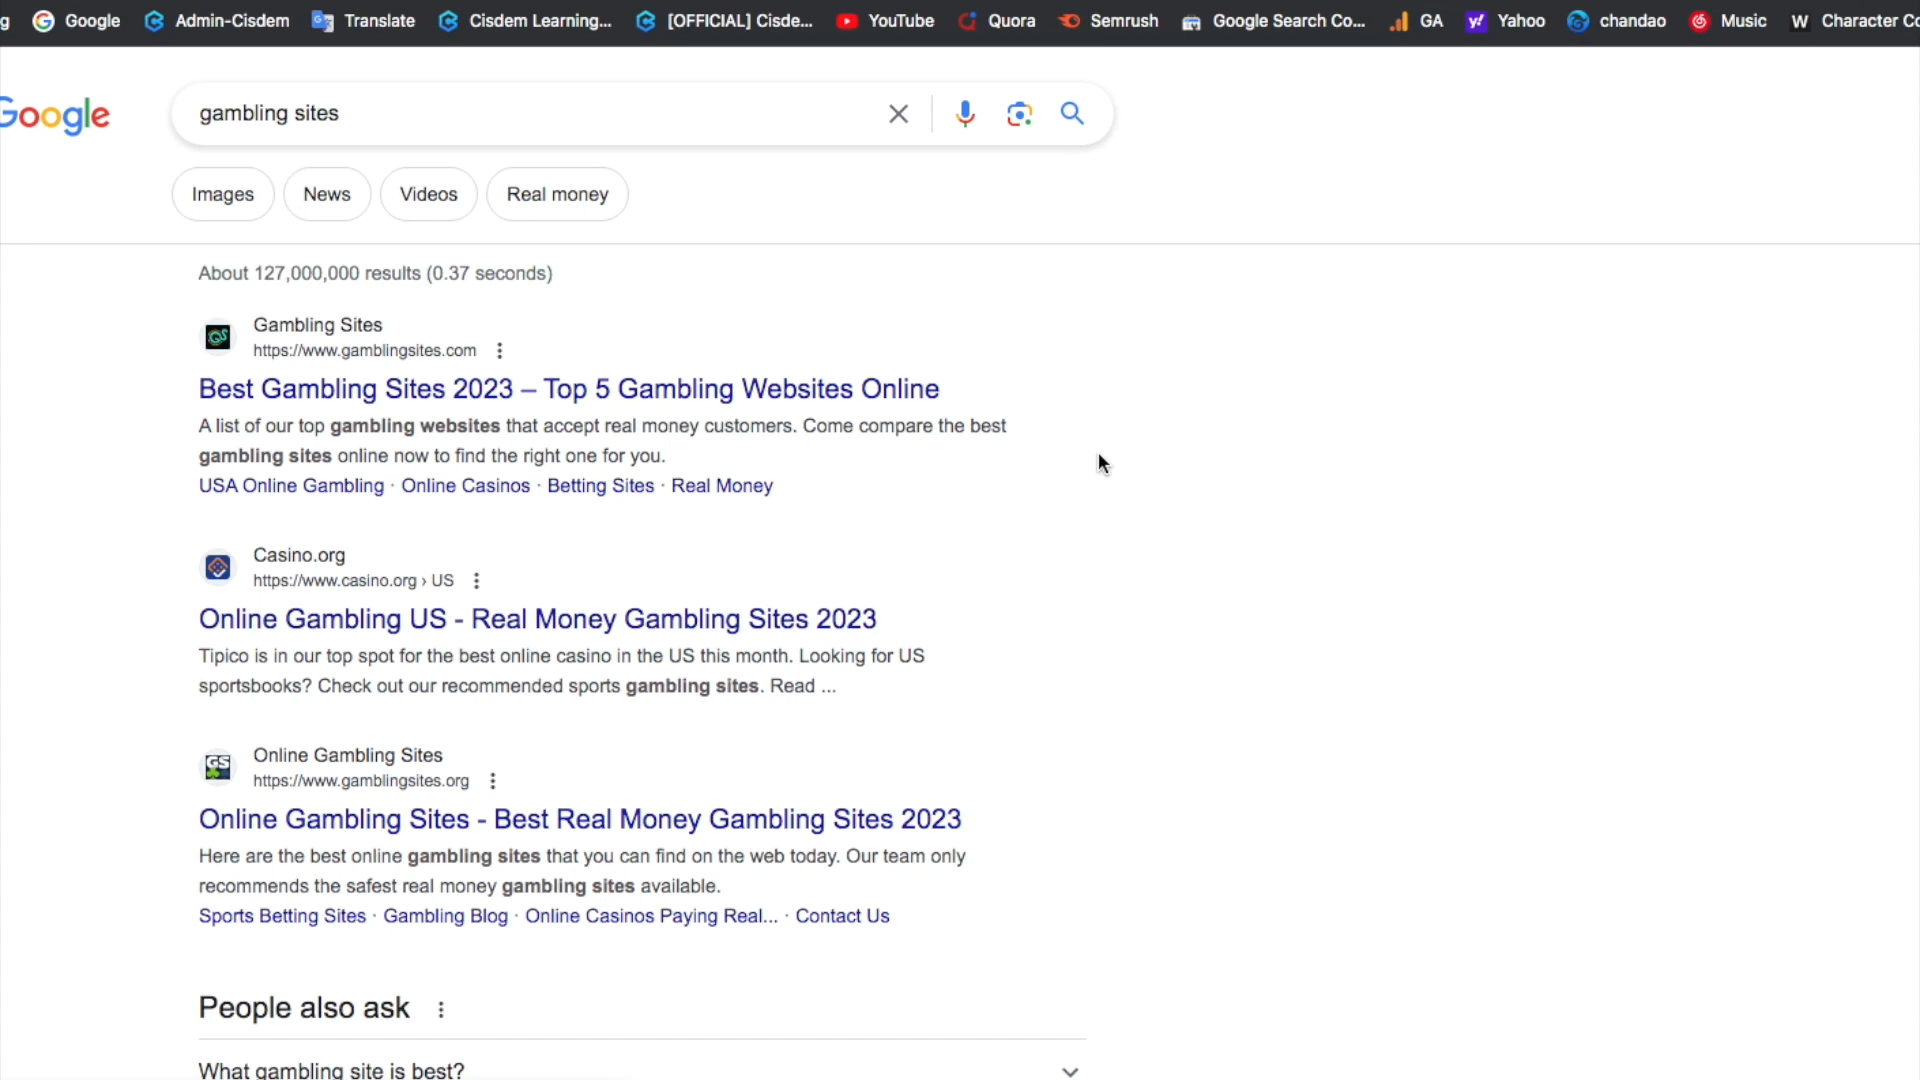 Google Admin-Cisdem Translate Cisdem Learning... [OFFICIAL] Cisde... YouTube Quora Semrush Google Search Co... GA Yahoo chandao Music Character Co
Google
gambling sites
Images News Videos Real money
About 127,000,000 results (0.37 seconds)
Gambling Sites
https://www.gamblingsites.com
Best Gambling Sites 2023 – Top 5 Gambling Websites Online
A list of our top gambling websites that accept real money customers. Come compare the best
gambling sites online now to find the right one for you.
USA Online Gambling · Online Casinos · Betting Sites · Real Money
Casino.org
https://www.casino.org › US
Online Gambling US - Real Money Gambling Sites 2023
Tipico is in our top spot for the best online casino in the US this month. Looking for US
sportsbooks? Check out our recommended sports gambling sites. Read ...
GS
Online Gambling Sites
https://www.gamblingsites.org
Online Gambling Sites - Best Real Money Gambling Sites 2023
Here are the best online gambling sites that you can find on the web today. Our team only
recommends the safest real money gambling sites available.
Sports Betting Sites · Gambling Blog · Online Casinos Paying Real... · Contact Us
People also ask
What gambling site is best?